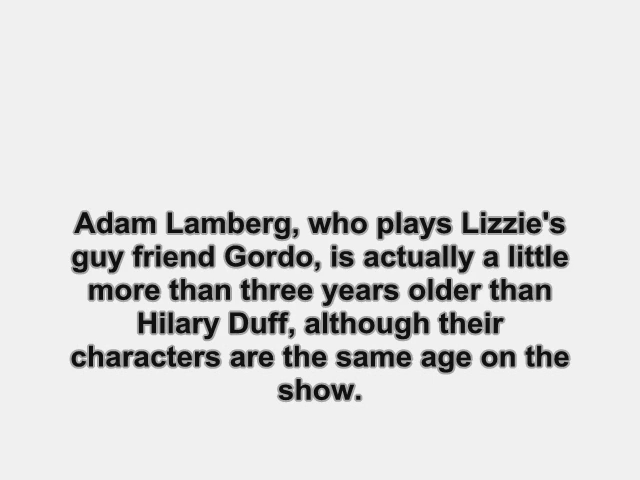 Adam Lamberg, who plays Lizzie's
guy friend Gordo, is actually a little
more than three years older than
Hilary Duff, although their
characters are the same age on the
show.